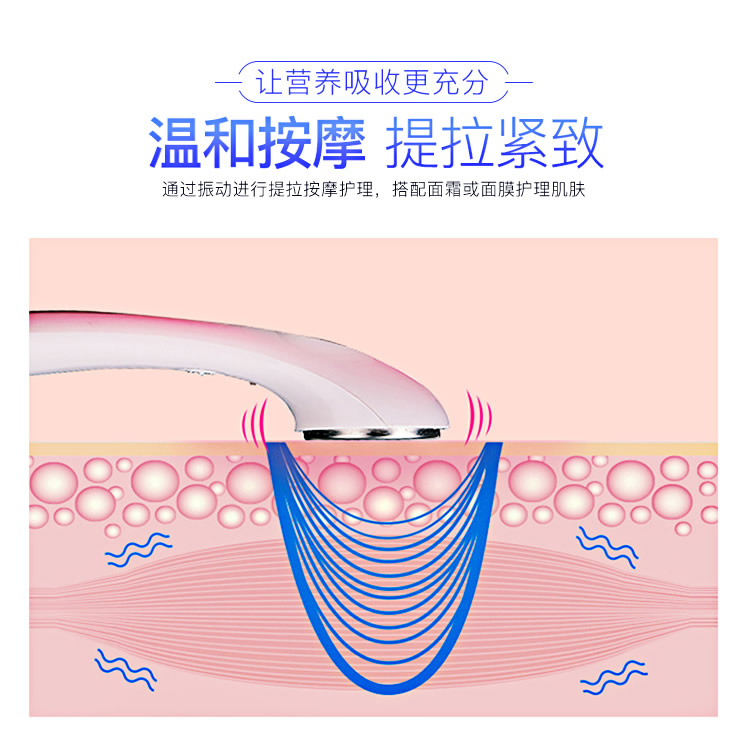 让营养吸收更充分
温和按摩 提拉紧致
通过振动进行提拉按摩护理，搭配面霜或面膜护理肌肤